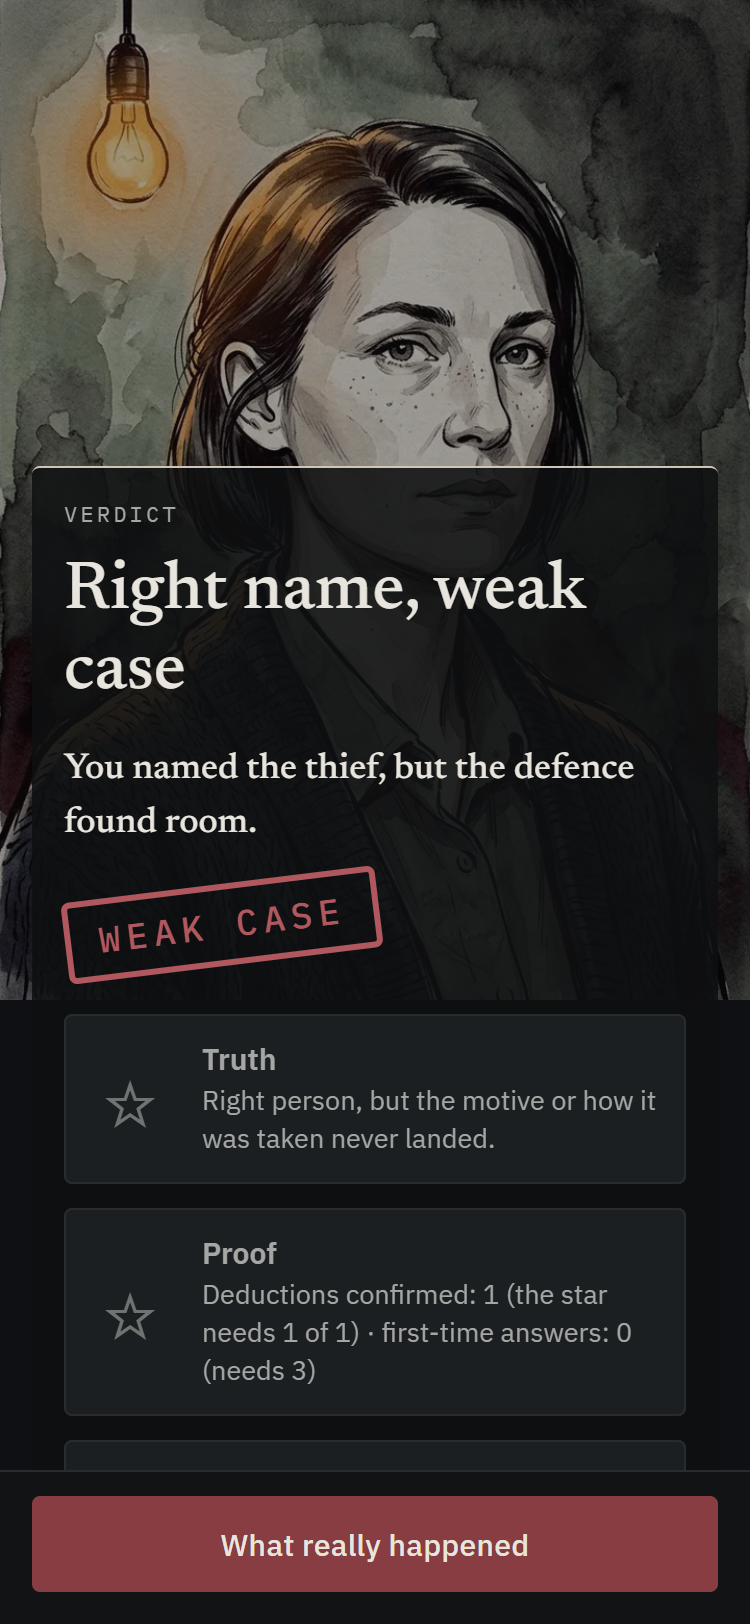 VERDICT
Right name, weak
case
You named the thief, but the defence
found room.
WEAK CASE
Truth
Right person, but the motive or how it
was taken never landed.
Proof
Deductions confirmed: 1 (the star
needs 1 of 1) · first-time answers: 0
(needs 3)
What really happened